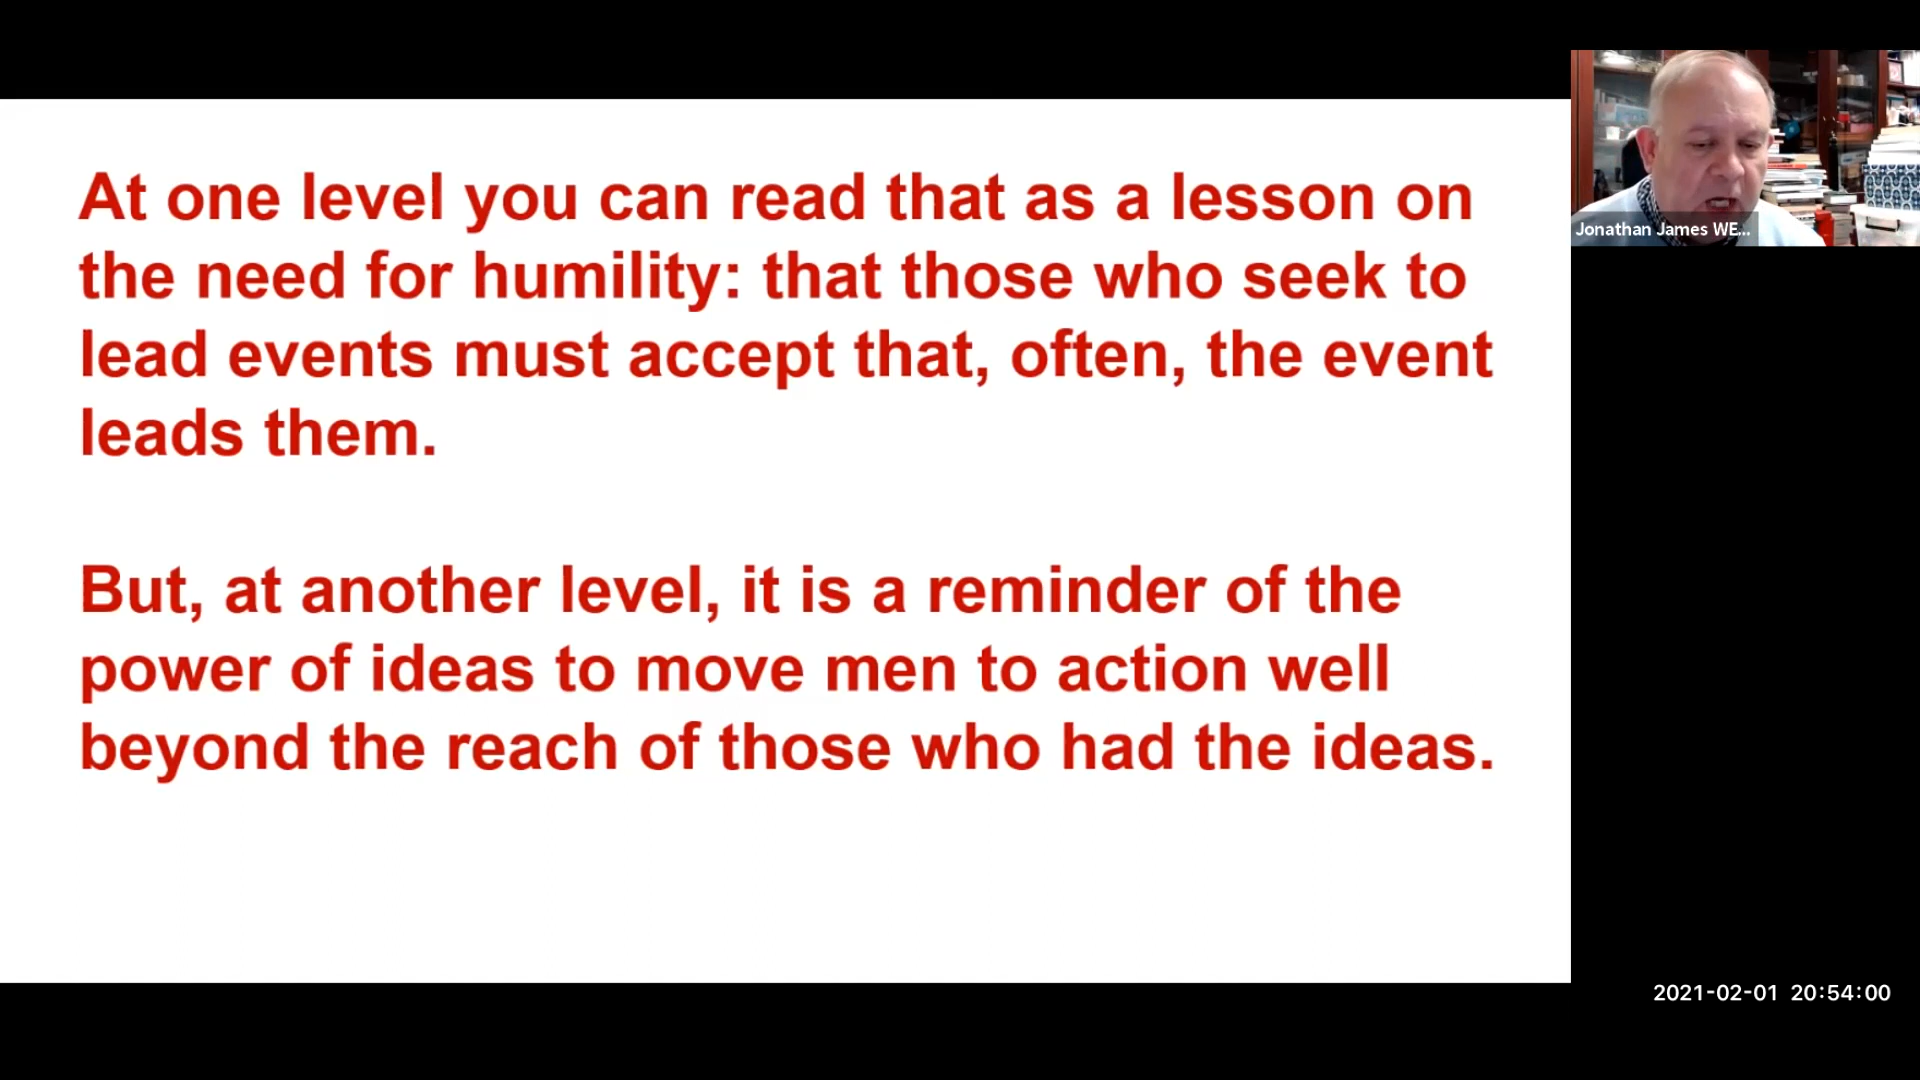 At one level you can read that as a lesson on
the need for humility: that those who seek to
lead events must accept that, often, the event
leads them.
But, at another level, it is a reminder of the
power of ideas to move men to action well
beyond the reach of those who had the ideas.
Jonathan James WE...
2021-02-01 20:54:00